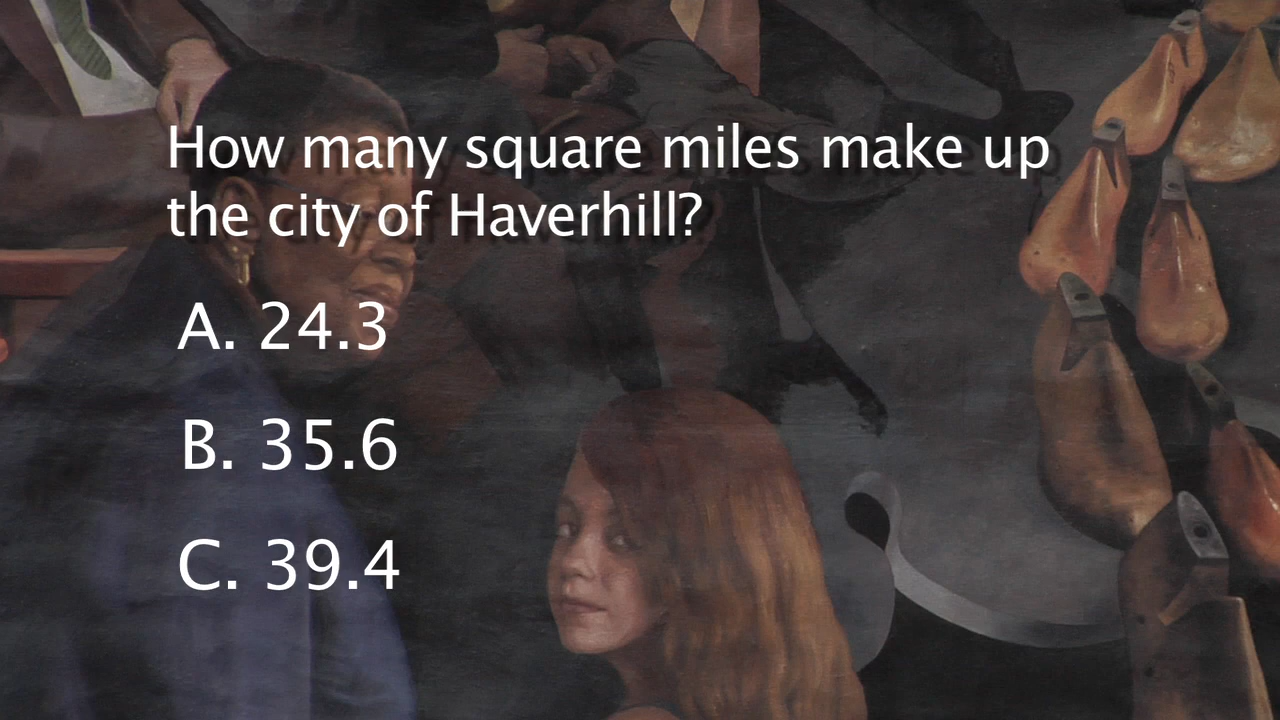 How many square miles make up
the city of Haverhill?
A. 24.3
B. 35.6
C. 39.4